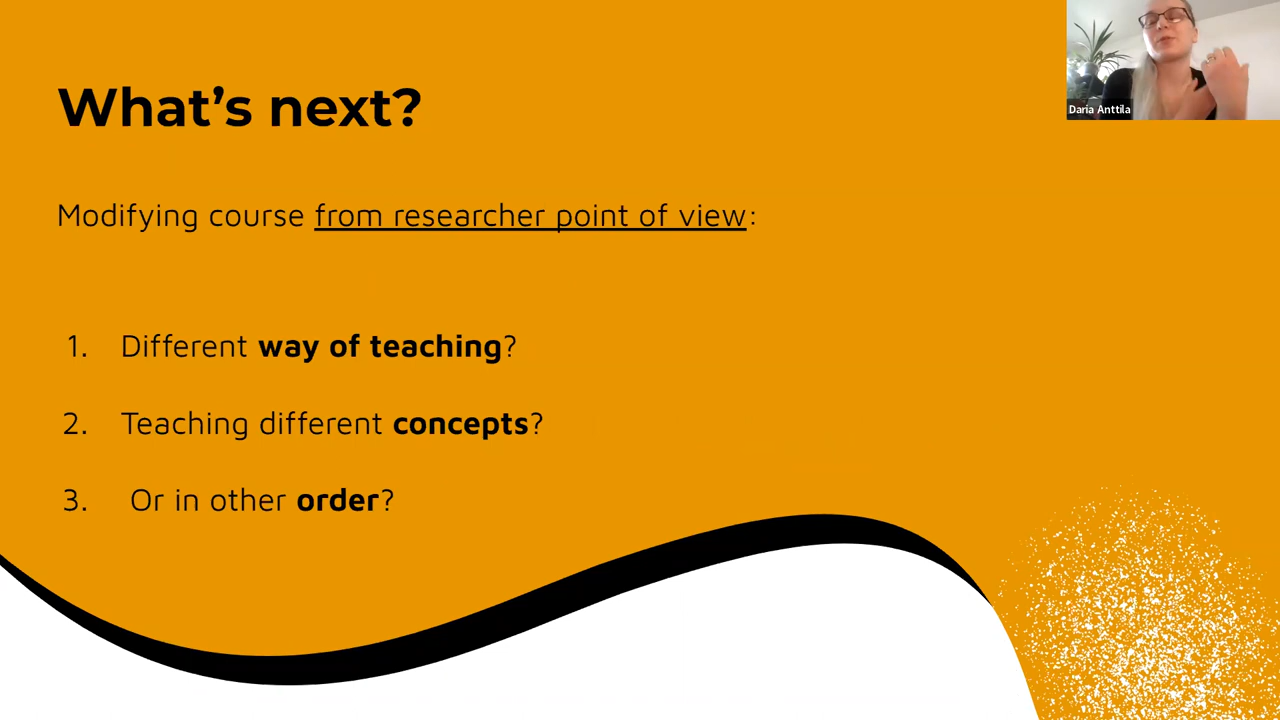 What's next?
Daria Anttila
Modifying course from researcher point of view:
1. Different way of teaching?
2. Teaching different concepts?
3. Or in other order?